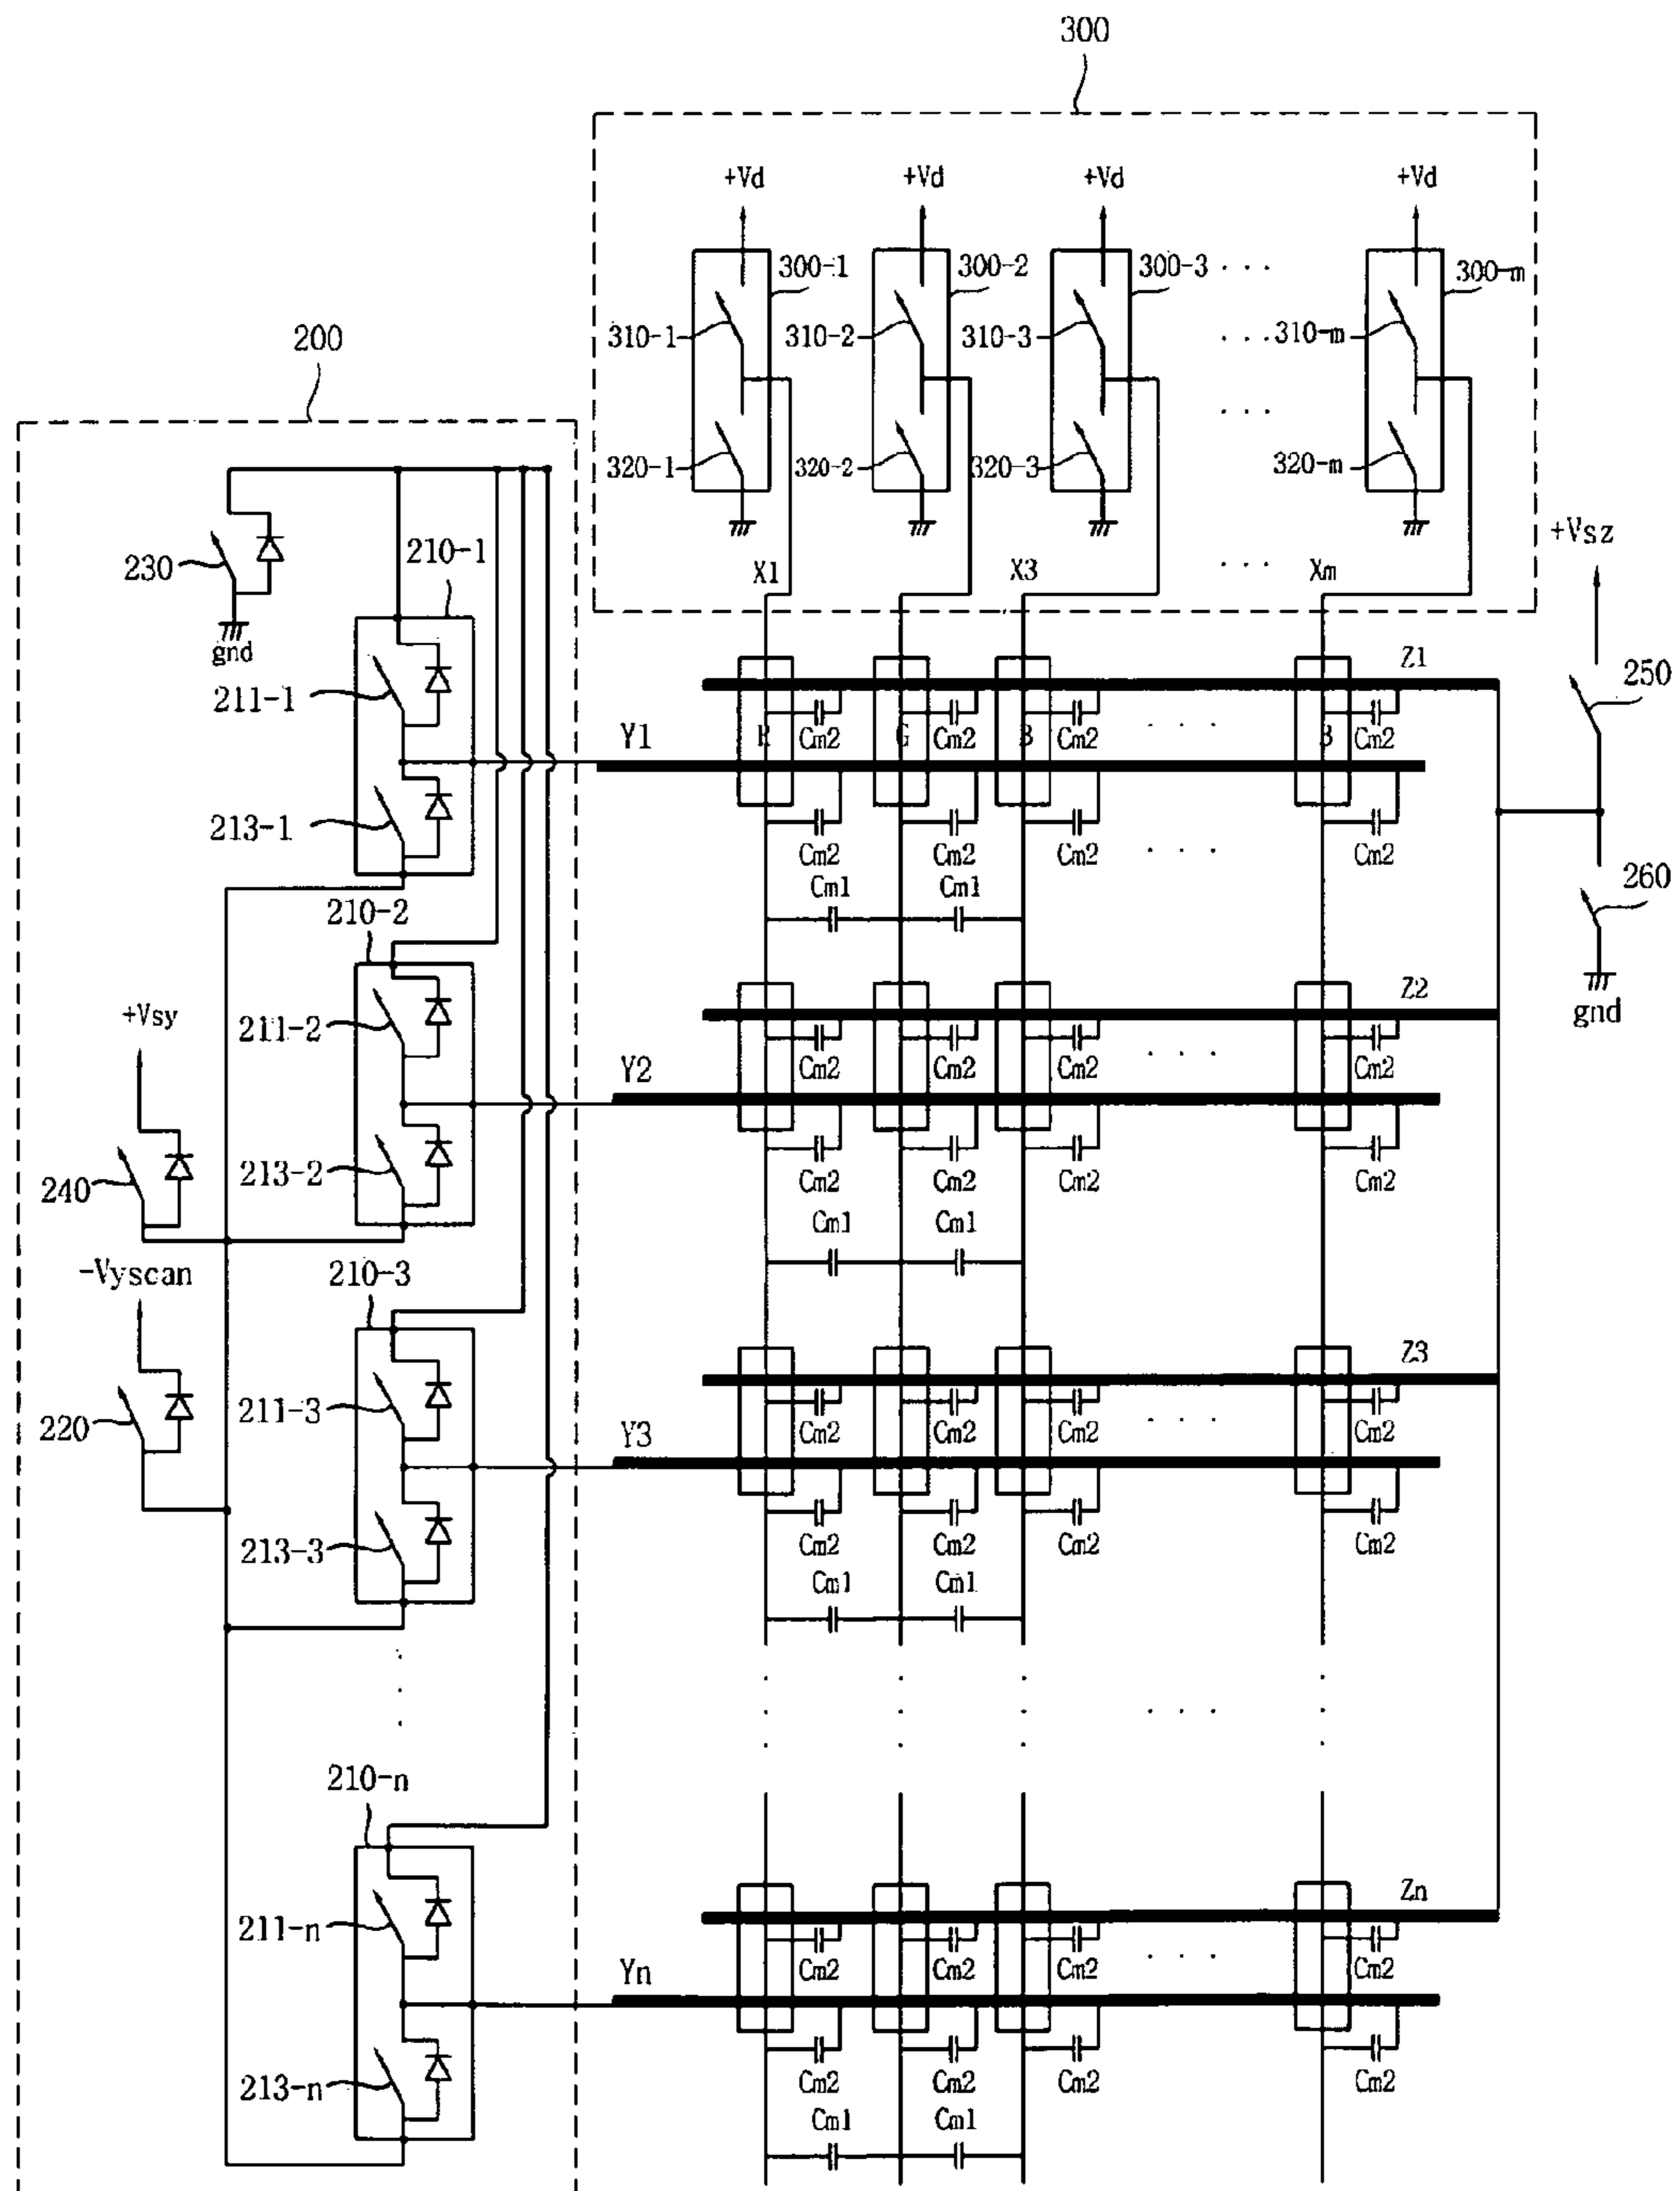 300
+Vd +Vd +Vd +Vd
300-1 300-2 300-3 . . . 300-m
310-1 310-2 310-3 . . . 310-m
200
. . .
320-1 320-2 320-3 320-m
+Vsz
230 210-1
X1 X3 . . . Xm
gnd
Z1
211-1 250
Y1 R Cm2 G Cm2 B Cm2 . . . B Cm2
213-1
Cm2 Cm2 Cm2 . . . Cm2
260
Cm1 Cm1
210-2
Z2
gnd
+Vsy 211-2
Cm2 Cm2 Cm2 . . . Cm2
Y2
240 213-2 Cm2 Cm2 Cm2 Cm2
Cm1 Cm1
-Vyscan 210-3
Z3
220 211-3
Y3 Cm2 Cm2 Cm2 . . . Cm2
213-3 Cm2 Cm2 Cm2 Cm2
Cm1 Cm1
. . .
210-n
Zn
211-n
Yn Cm2 Cm2 Cm2 . . . Cm2
213-n Cm2 Cm2 Cm2 Cm2
Cm1 Cm1